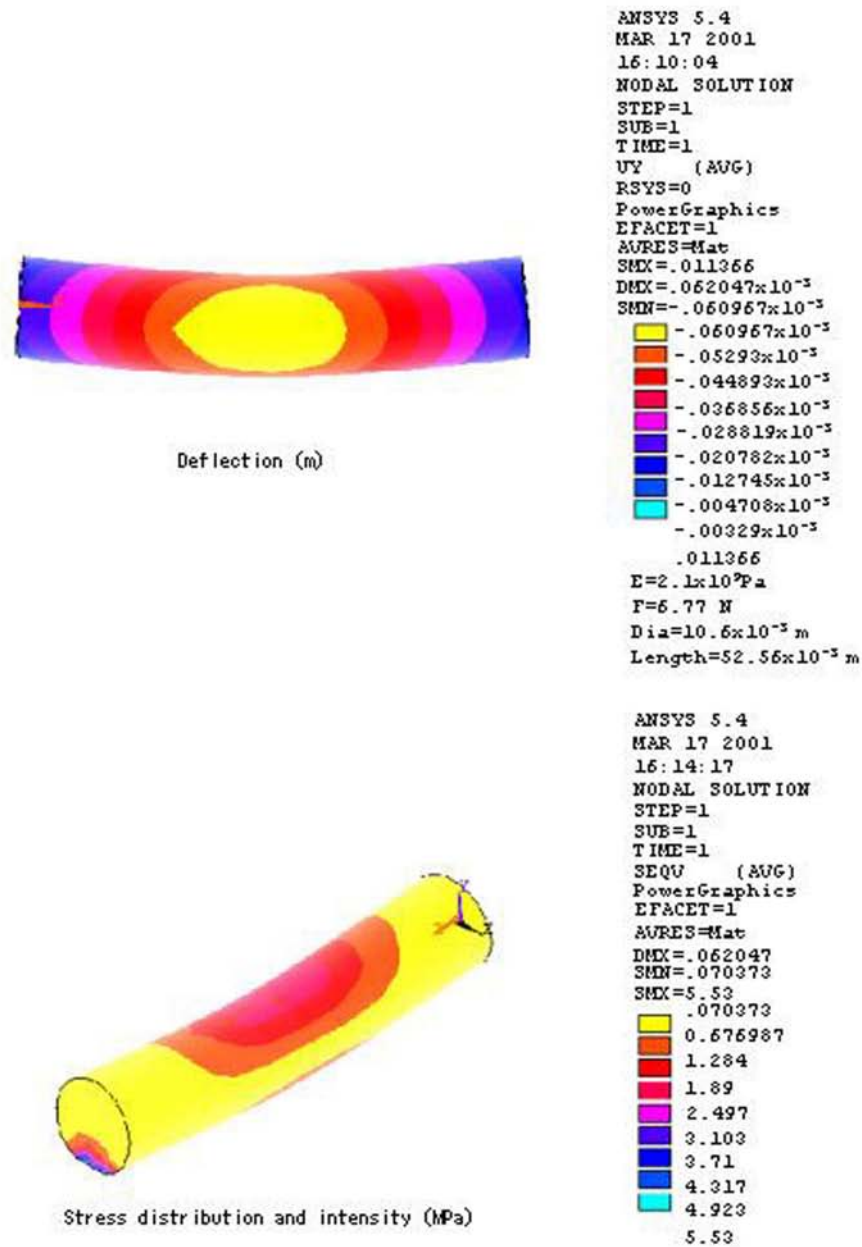 ANSYS 5.4
MAR 17 2001
16:10:04
NODAL SOLUTION
STEP=1
SUB=1
TIME=1
UY (AVG)
RSYS=0
PowerGraphics
EFACET=1
AVRES=Mat
SMX=.011366
DMX=.062047x10⁻³
SMN=-.060967x10⁻³
-.060967x10⁻³
-.05293x10⁻³
-.044893x10⁻³
-.036856x10⁻³
-.028819x10⁻³
-.020782x10⁻³
-.012745x10⁻³
-.004708x10⁻³
-.00329x10⁻³
.011366
E=2.1x10⁹Pa
F=6.77 N
Dia=10.6x10⁻³ m
Length=52.56x10⁻³ m
Deflection (m)
ANSYS 5.4
MAR 17 2001
16:14:17
NODAL SOLUTION
STEP=1
SUB=1
TIME=1
SEQV (AVG)
PowerGraphics
EFACET=1
AVRES=Mat
DMX=.062047
SMN=.070373
SMX=5.53
.070373
0.676987
1.284
1.89
2.497
3.103
3.71
4.317
4.923
5.53
Stress distribution and intensity (MPa)